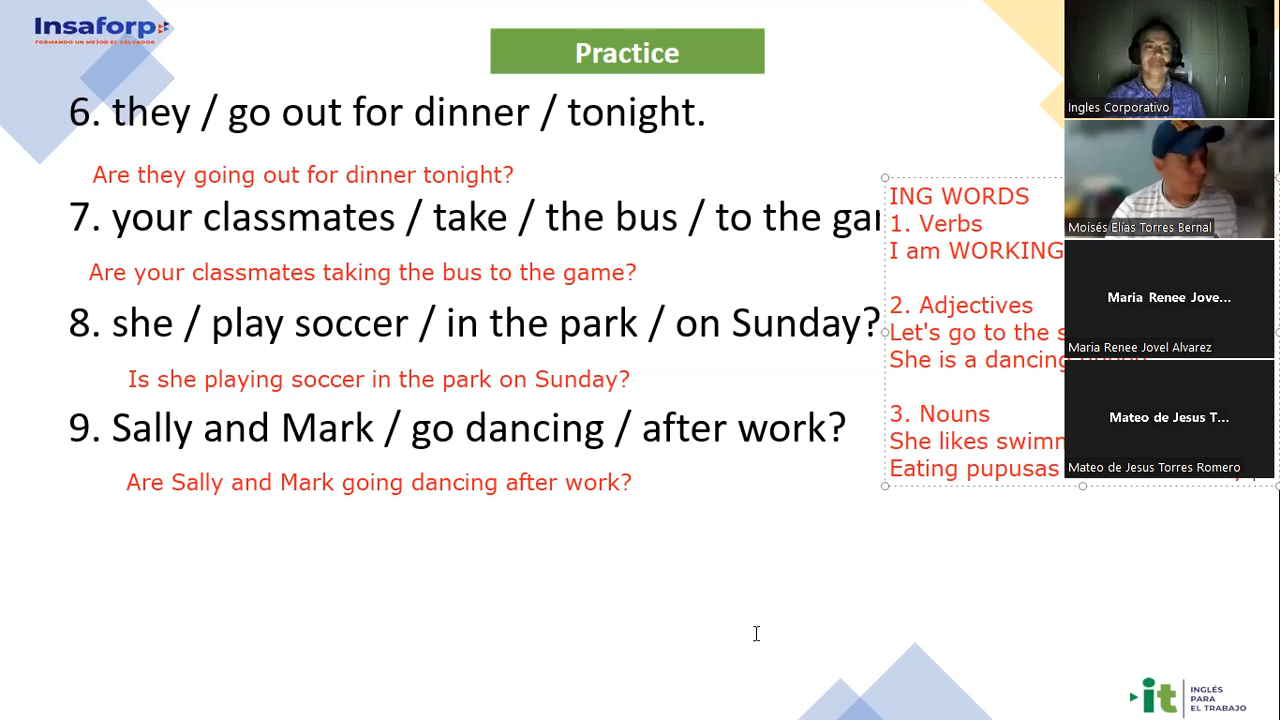 Insaforp
FORMANDO UN MEJOR EL SALVADOR
Practice
6. they / go out for dinner / tonight.
Are they going out for dinner tonight?
7. your classmates / take / the bus / to the
Are your classmates taking the bus to the game?
8. she / play soccer / in the park / on Sunday?
Is she playing soccer in the park on Sunday?
9. Sally and Mark / go dancing / after work?
Are Sally and Mark going dancing after work?
ING WORDS
1. Verbs
I am WORKING
2. Adjectives
Let's go to the
She is a dancing
3. Nouns
She likes
Eating pupusas
Ingles Corporativo
Moisés Elías Torres Bernal
Maria Renee Jove...
Maria Renee Jovel Alvarez
Mateo de Jesus T...
Mateo de Jesus Torres Romero
it
INGLÉS
PARA
EL TRABAJO